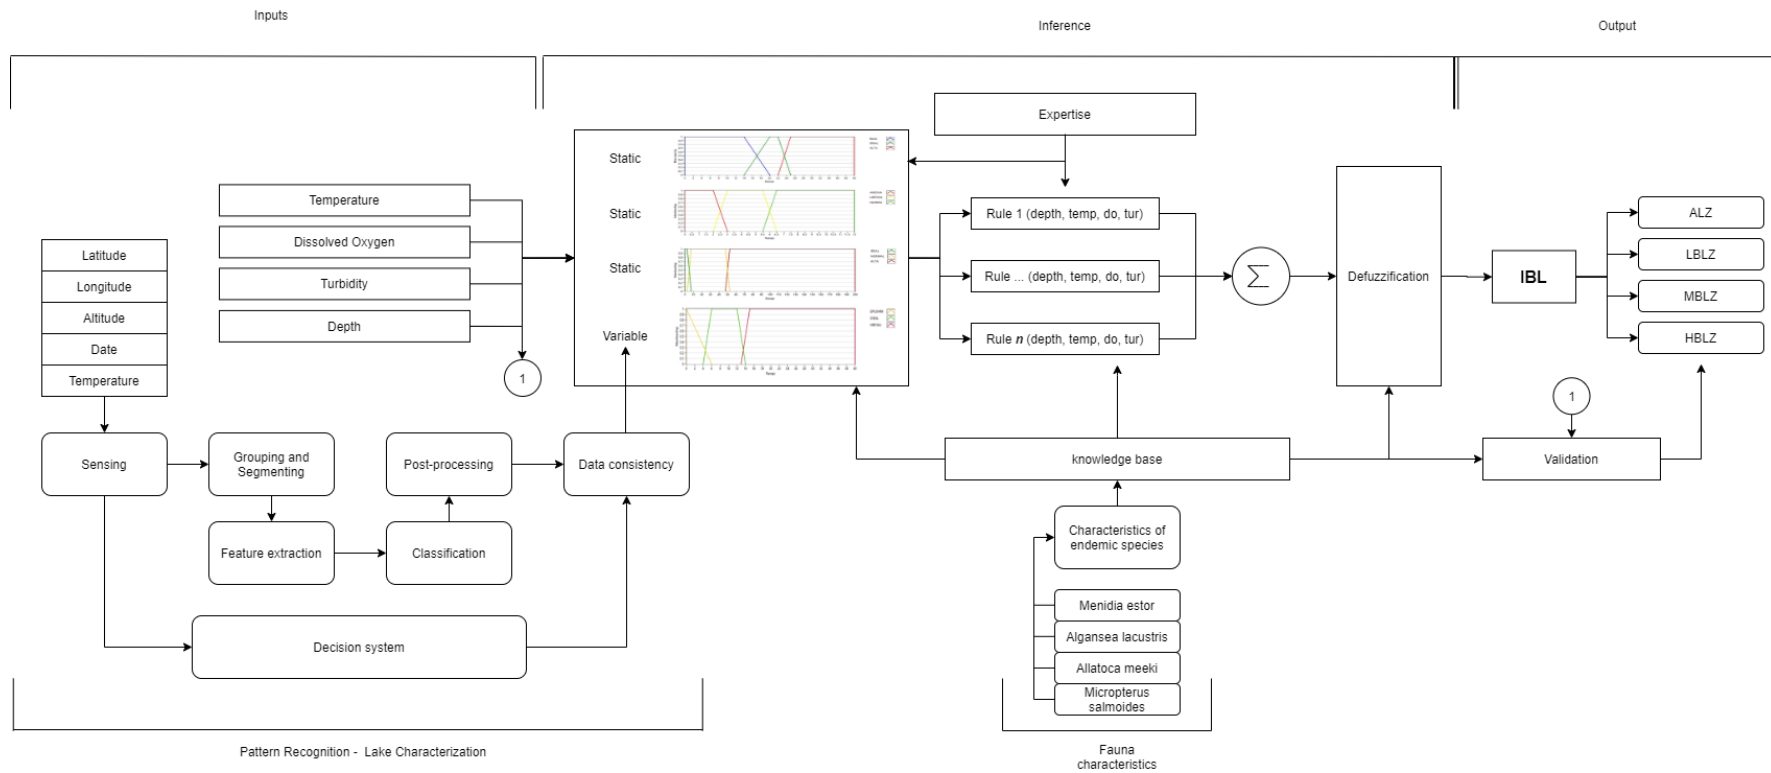 Inputs
Inference
Output
Expertise
Static
Static
Static
Variable
Temperature
Dissolved Oxygen
Turbidity
Depth
1
Latitude
Longitude
Altitude
Date
Temperature
Rule 1 (depth, temp, do, tur)
Rule ... (depth, temp, do, tur)
Rule n (depth, temp, do, tur)
Σ
Defuzzification
IBL
ALZ
LBLZ
MBLZ
HBLZ
1
Sensing
Grouping and
Segmenting
Post-processing
Data consistency
Feature extraction
Classification
Decision system
knowledge base
Validation
Characteristics of
endemic species
Menidia estor
Algansea lacustris
Allatoca meeki
Micropterus
salmoides
Pattern Recognition - Lake Characterization
Fauna
characteristics